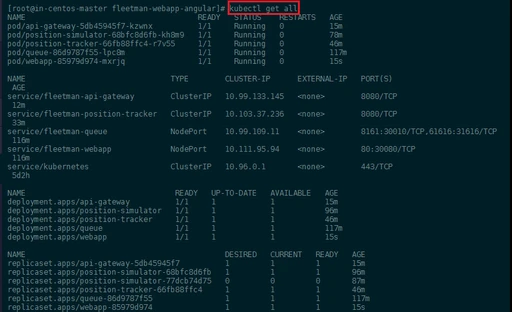 [root@in-centos-master fleetman-webapp-angular]# kubectl get all
NAME READY STATUS RESTARTS AGE
pod/api-gateway-5db45945f7-kzwnx 1/1 Running 0 15m
pod/position-simulator-68bfc8d6fb-kh8m9 1/1 Running 0 78m
pod/position-tracker-66fb88ffc4-r7v55 1/1 Running 0 46m
pod/queue-86d9787f55-lpc8m 1/1 Running 0 117m
pod/webapp-85979d974-mxrjq 1/1 Running 0 15s
NAME TYPE CLUSTER-IP EXTERNAL-IP PORT(S)
AGE
service/fleetman-api-gateway ClusterIP 10.99.133.145 <none> 8080/TCP
12m
service/fleetman-position-tracker ClusterIP 10.103.37.236 <none> 8080/TCP
33m
service/fleetman-queue NodePort 10.99.109.11 <none> 8161:30010/TCP,61616:31616/TCP
116m
service/fleetman-webapp NodePort 10.111.95.94 <none> 80:30080/TCP
116m
service/kubernetes ClusterIP 10.96.0.1 <none> 443/TCP
5d2h
NAME READY UP-TO-DATE AVAILABLE AGE
deployment.apps/api-gateway 1/1 1 1 15m
deployment.apps/position-simulator 1/1 1 1 96m
deployment.apps/position-tracker 1/1 1 1 46m
deployment.apps/queue 1/1 1 1 117m
deployment.apps/webapp 1/1 1 1 15s
NAME DESIRED CURRENT READY AGE
replicaset.apps/api-gateway-5db45945f7 1 1 1 15m
replicaset.apps/position-simulator-68bfc8d6fb 1 1 1 96m
replicaset.apps/position-simulator-77dcb74d75 0 0 0 87m
replicaset.apps/position-tracker-66fb88ffc4 1 1 1 46m
replicaset.apps/queue-86d9787f55 1 1 1 117m
replicaset.apps/webapp-85979d974 1 1 1 15s